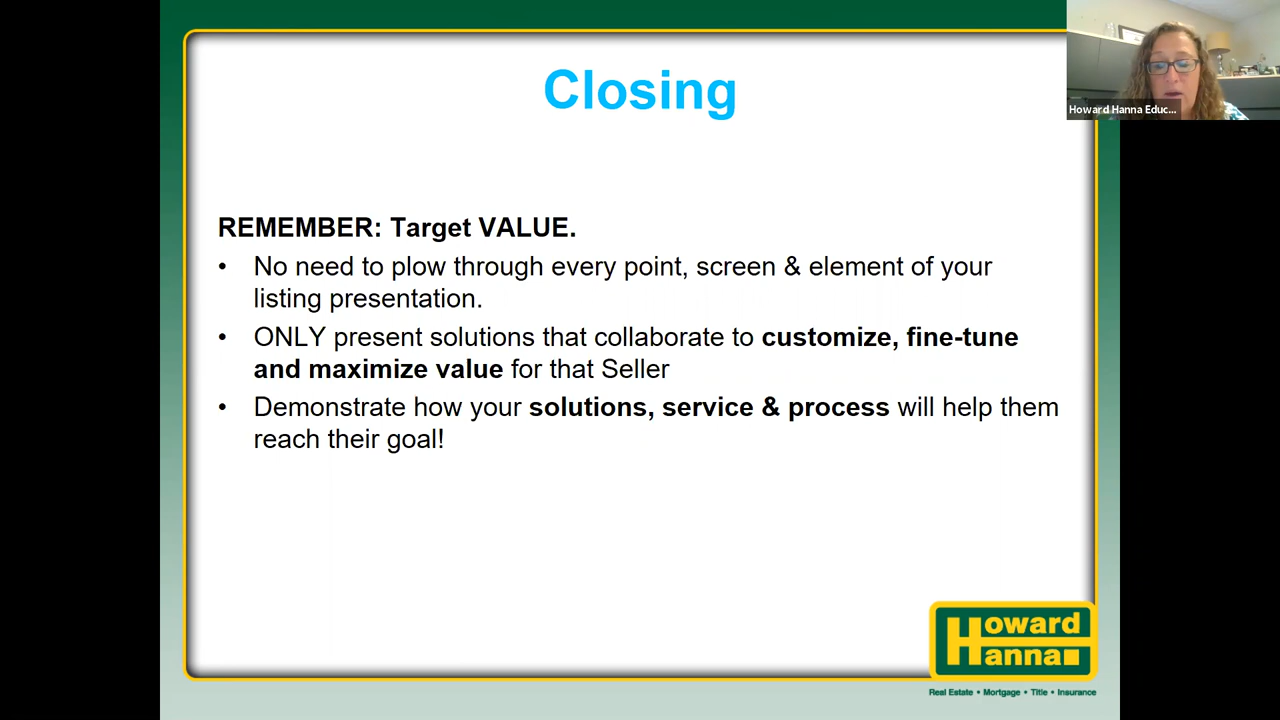 Closing
Howard Hanna Educ...
REMEMBER: Target VALUE.
• No need to plow through every point, screen & element of your
listing presentation.
• ONLY present solutions that collaborate to customize, fine-tune
and maximize value for that Seller
• Demonstrate how your solutions, service & process will help them
reach their goal!
Howard
Hanna
Real Estate • Mortgage • Title • Insurance